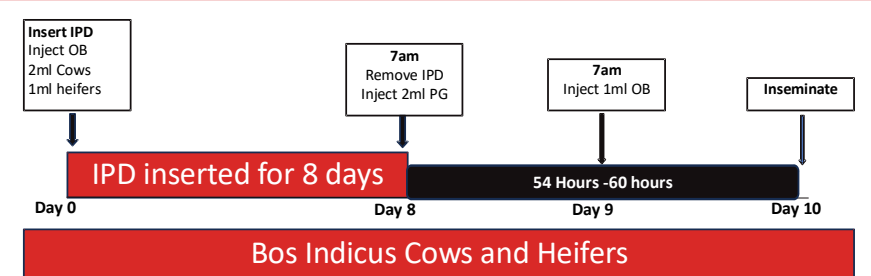 Insert IPD
Inject OB
2ml Cows
1ml heifers
7am
Remove IPD
Inject 2ml PG
7am
Inject 1ml OB
Inseminate
IPD inserted for 8 days
54 Hours -60 hours
Day 0
Day 8
Day 9
Day 10
Bos Indicus Cows and Heifers